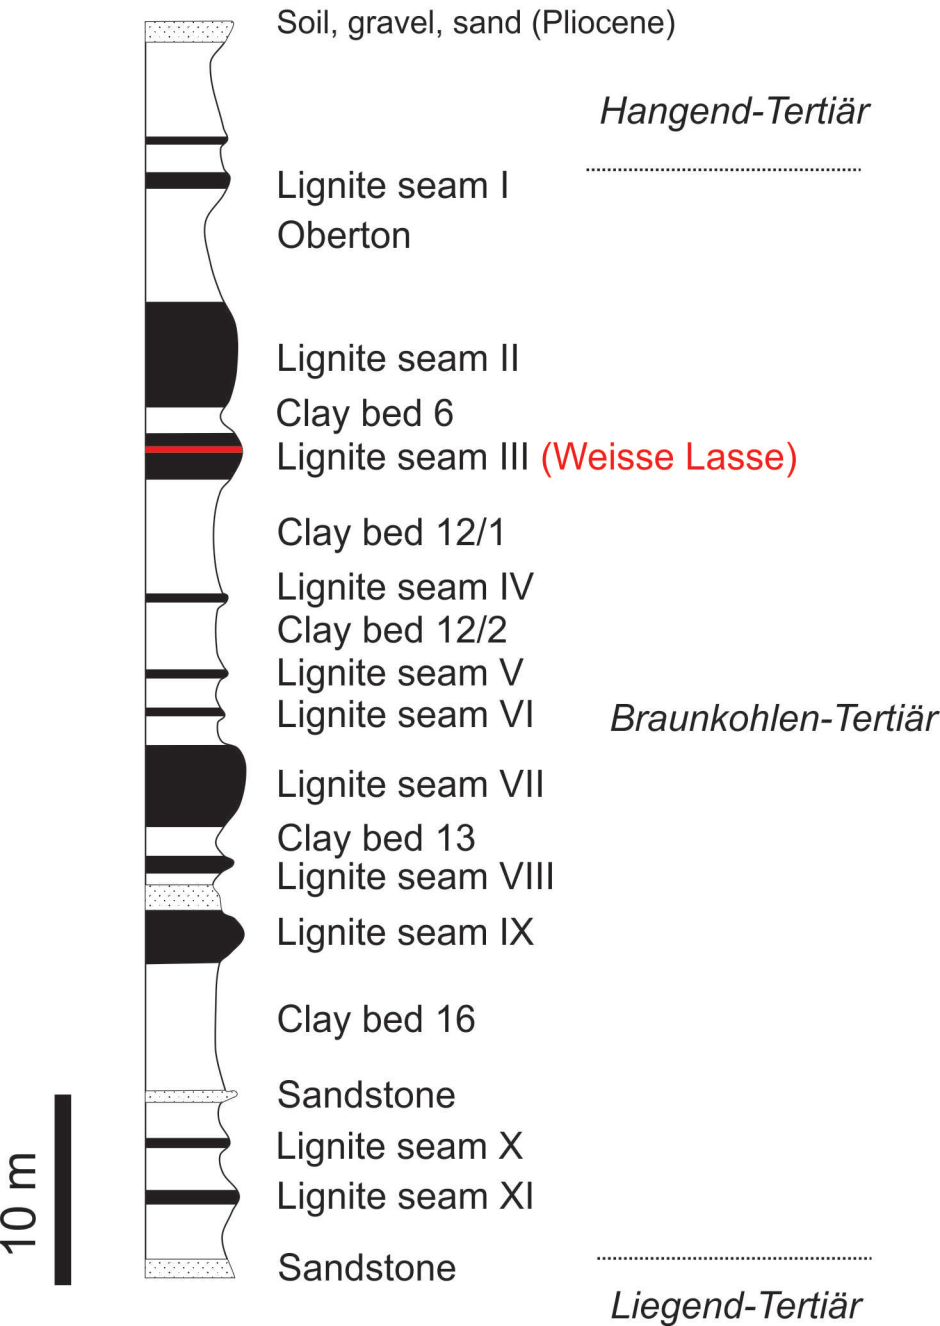 Soil, gravel, sand (Pliocene)
Hangend-Tertiär
Lignite seam I
Oberton
Lignite seam II
Clay bed 6
Lignite seam III (Weisse Lasse)
Clay bed 12/1
Lignite seam IV
Clay bed 12/2
Lignite seam V
Lignite seam VI
Braunkohlen-Tertiär
Lignite seam VII
Clay bed 13
Lignite seam VIII
Lignite seam IX
Clay bed 16
Sandstone
Lignite seam X
Lignite seam XI
10 m
Sandstone
Liegend-Tertiär